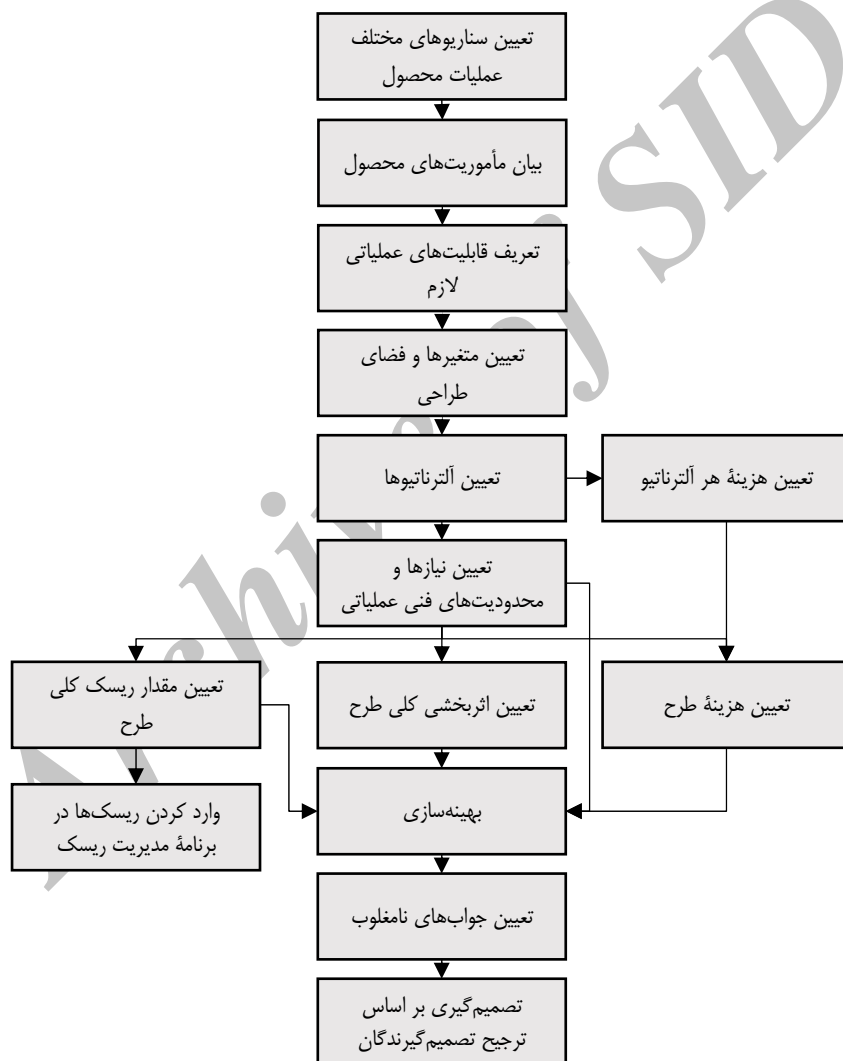 تعیین سناریوهای مختلف
عملیات محصول
بیان مأموریت‌های محصول
تعریف قابلیت‌های عملیاتی
لازم
تعیین متغیرها و فضای
طراحی
تعیین آلترناتیوها
تعیین هزینهٔ هر آلترناتیو
تعیین نیازها و
محدودیت‌های فنی عملیاتی
تعیین هزینهٔ طرح
تعیین اثربخشی کلی طرح
تعیین مقدار ریسک کلی
طرح
بهینه‌سازی
وارد کردن ریسک‌ها در
برنامهٔ مدیریت ریسک
تعیین جواب‌های نامغلوب
تصمیم‌گیری بر اساس
ترجیح تصمیم‌گیرندگان
Archive of SID